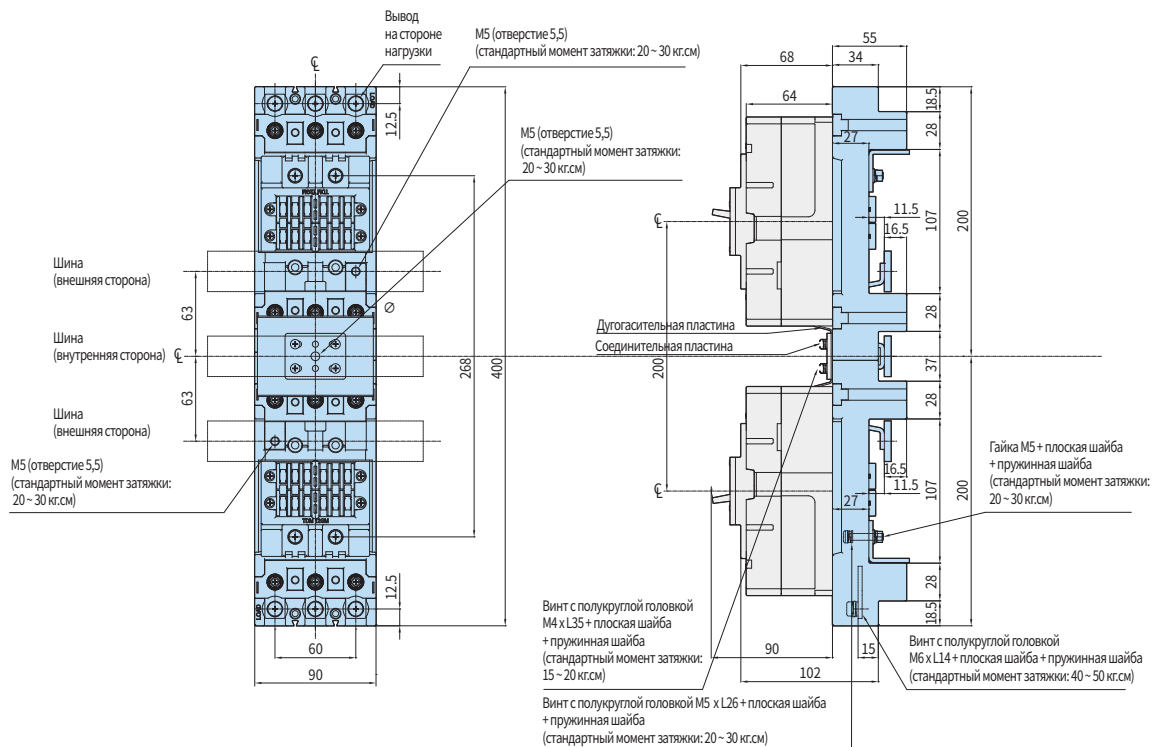 Вывод
на стороне
нагрузки
M5 (отверстие 5,5)
(стандартный момент затяжки: 20 ~ 30 кг.см)
M5 (отверстие 5,5)
(стандартный момент затяжки:
20 ~ 30 кг.см)
℄
LOAD
12.5
Шина
(внешняя сторона)
63
Шина
(внутренняя сторона) ℄
63
Шина
(внешняя сторона)
M5 (отверстие 5,5)
(стандартный момент затяжки:
20 ~ 30 кг.см)
∅
268
400
12.5
LOAD
60
90
55
68
34
64
18.5
28
27
℄
11.5
16.5
107
200
28
Дугогасительная пластина
Соединительная пластина
200
37
28
Гайка M5 + плоская шайба
+ пружинная шайба
(стандартный момент затяжки:
20 ~ 30 кг.см)
16.5
11.5
℄
27
107
200
28
18.5
Винт с полукруглой головкой
M4 x L35 + плоская шайба
+ пружинная шайба
(стандартный момент затяжки:
15 ~ 20 кг.см)
90
15
102
Винт с полукруглой головкой
M6 x L14 + плоская шайба + пружинная шайба
(стандартный момент затяжки: 40 ~ 50 кг.см)
Винт с полукруглой головкой M5 x L26 + плоская шайба
+ пружинная шайба
(стандартный момент затяжки: 20 ~ 30 кг.см)